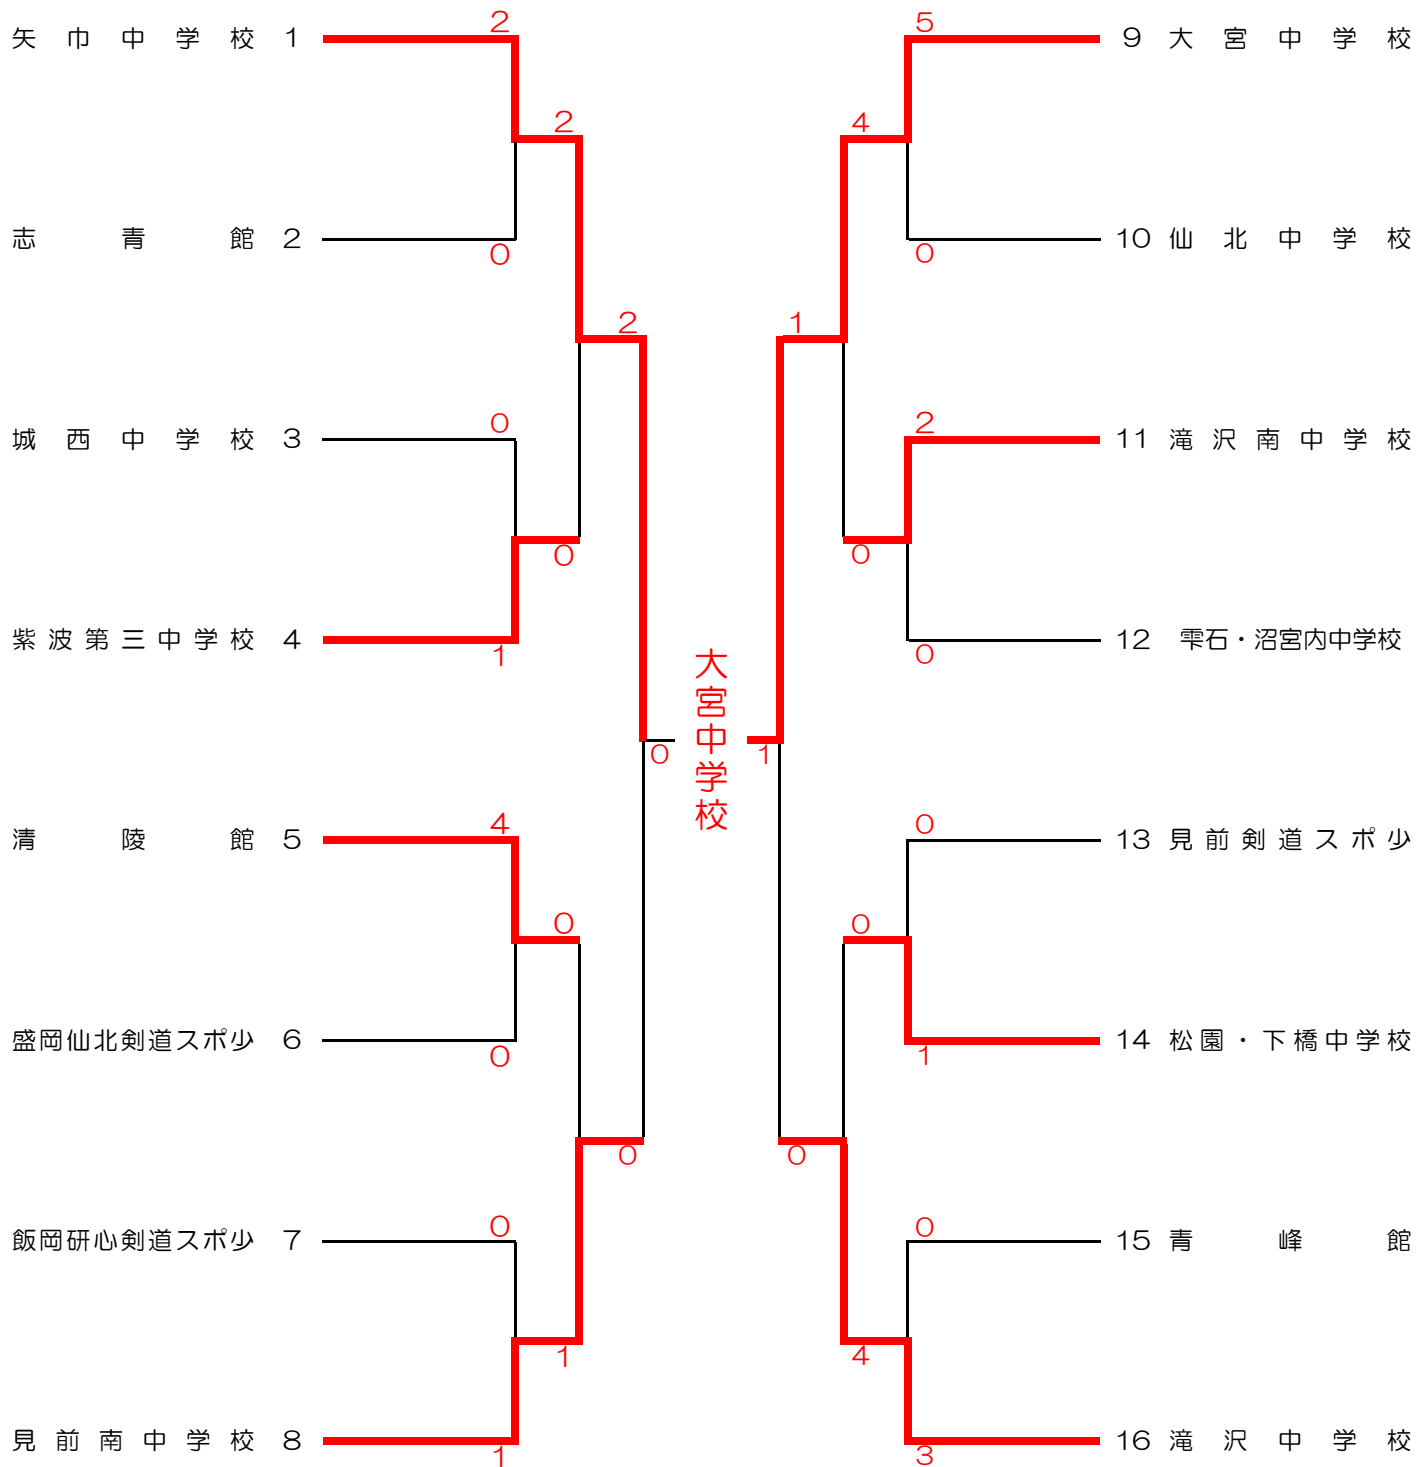 矢巾中学校 1
2
5
9 大宮中学校
2
4
志青館 2
0
0
10 仙北中学校
2
1
城西中学校 3
0
2
11 滝沢南中学校
0
0
紫波第三中学校 4
1
0
12 雫石・沼宮内中学校
大宮中学校
0
1
清陵館 5
4
0
13 見前剣道スポ少
0
0
盛岡仙北剣道スポ少 6
0
1
14 松園・下橋中学校
0
0
飯岡研心剣道スポ少 7
0
0
15 青峰館
1
4
見前南中学校 8
1
3
16 滝沢中学校